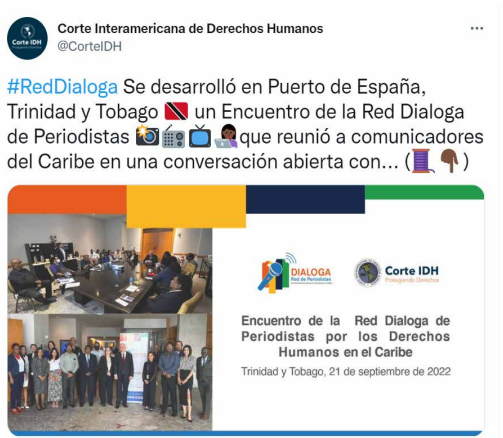 Corte Interamericana de Derechos Humanos
@CorteIDH
#RedDialoga Se desarrolló en Puerto de España,
Trinidad y Tobago 🇹🇹 un Encuentro de la Red Dialoga
de Periodistas 📸📻📺👩🏿‍💻que reunió a comunicadores
del Caribe en una conversación abierta con... (🧵👇🏾)
DIALOGA
Red de Periodistas
Corte IDH
Protegiendo Derechos
Encuentro de la Red Dialoga de
Periodistas por los Derechos
Humanos en el Caribe
Trinidad y Tobago, 21 de septiembre de 2022
Corte IDH
Protegiendo Derechos